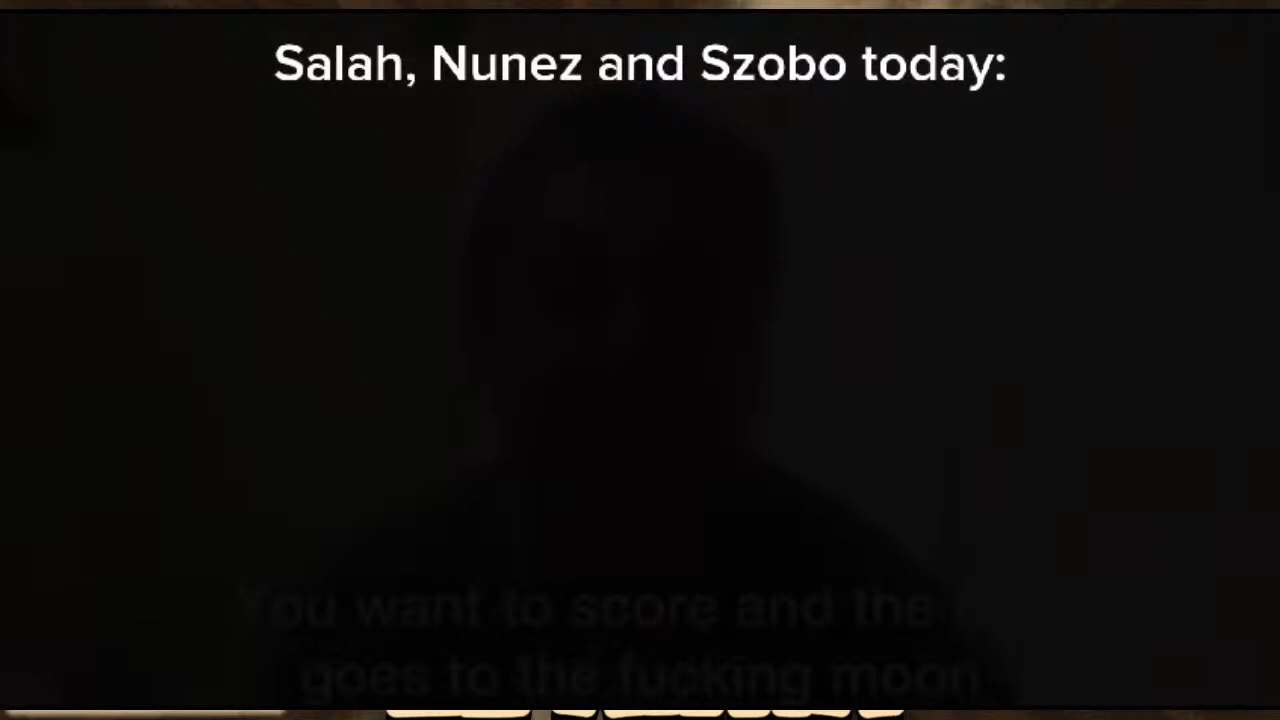 Salah, Nunez and Szobo today:
You want to score and the
goes to the fucking moon